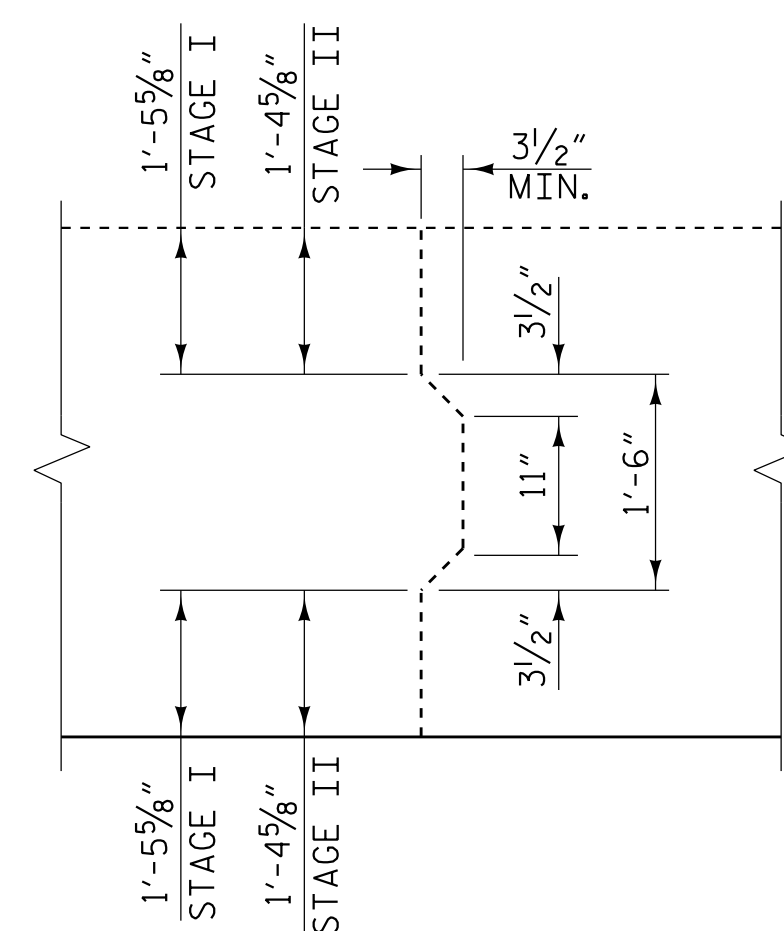 1'-5⅝"
STAGE I
1'-4⅝"
STAGE II
3½"
MIN.
3½"
11"
1'-6"
3½"
1'-5⅝"
STAGE I
1'-4⅝"
STAGE II